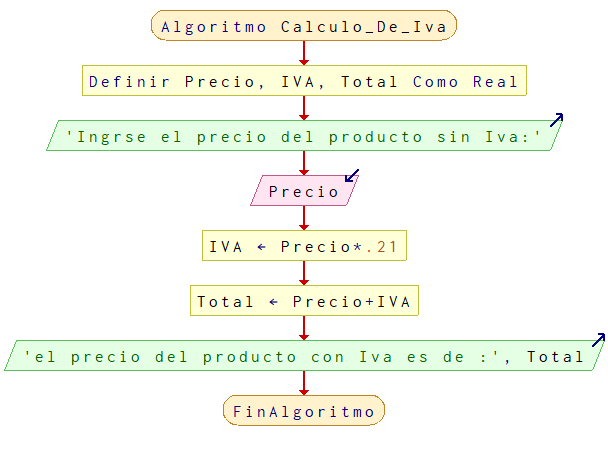 Algoritmo Calculo_De_Iva
Definir Precio, IVA, Total Como Real
'Ingrse el precio del producto sin Iva:'
Precio
IVA ← Precio*.21
Total ← Precio+IVA
'el precio del producto con Iva es de :', Total
FinAlgoritmo